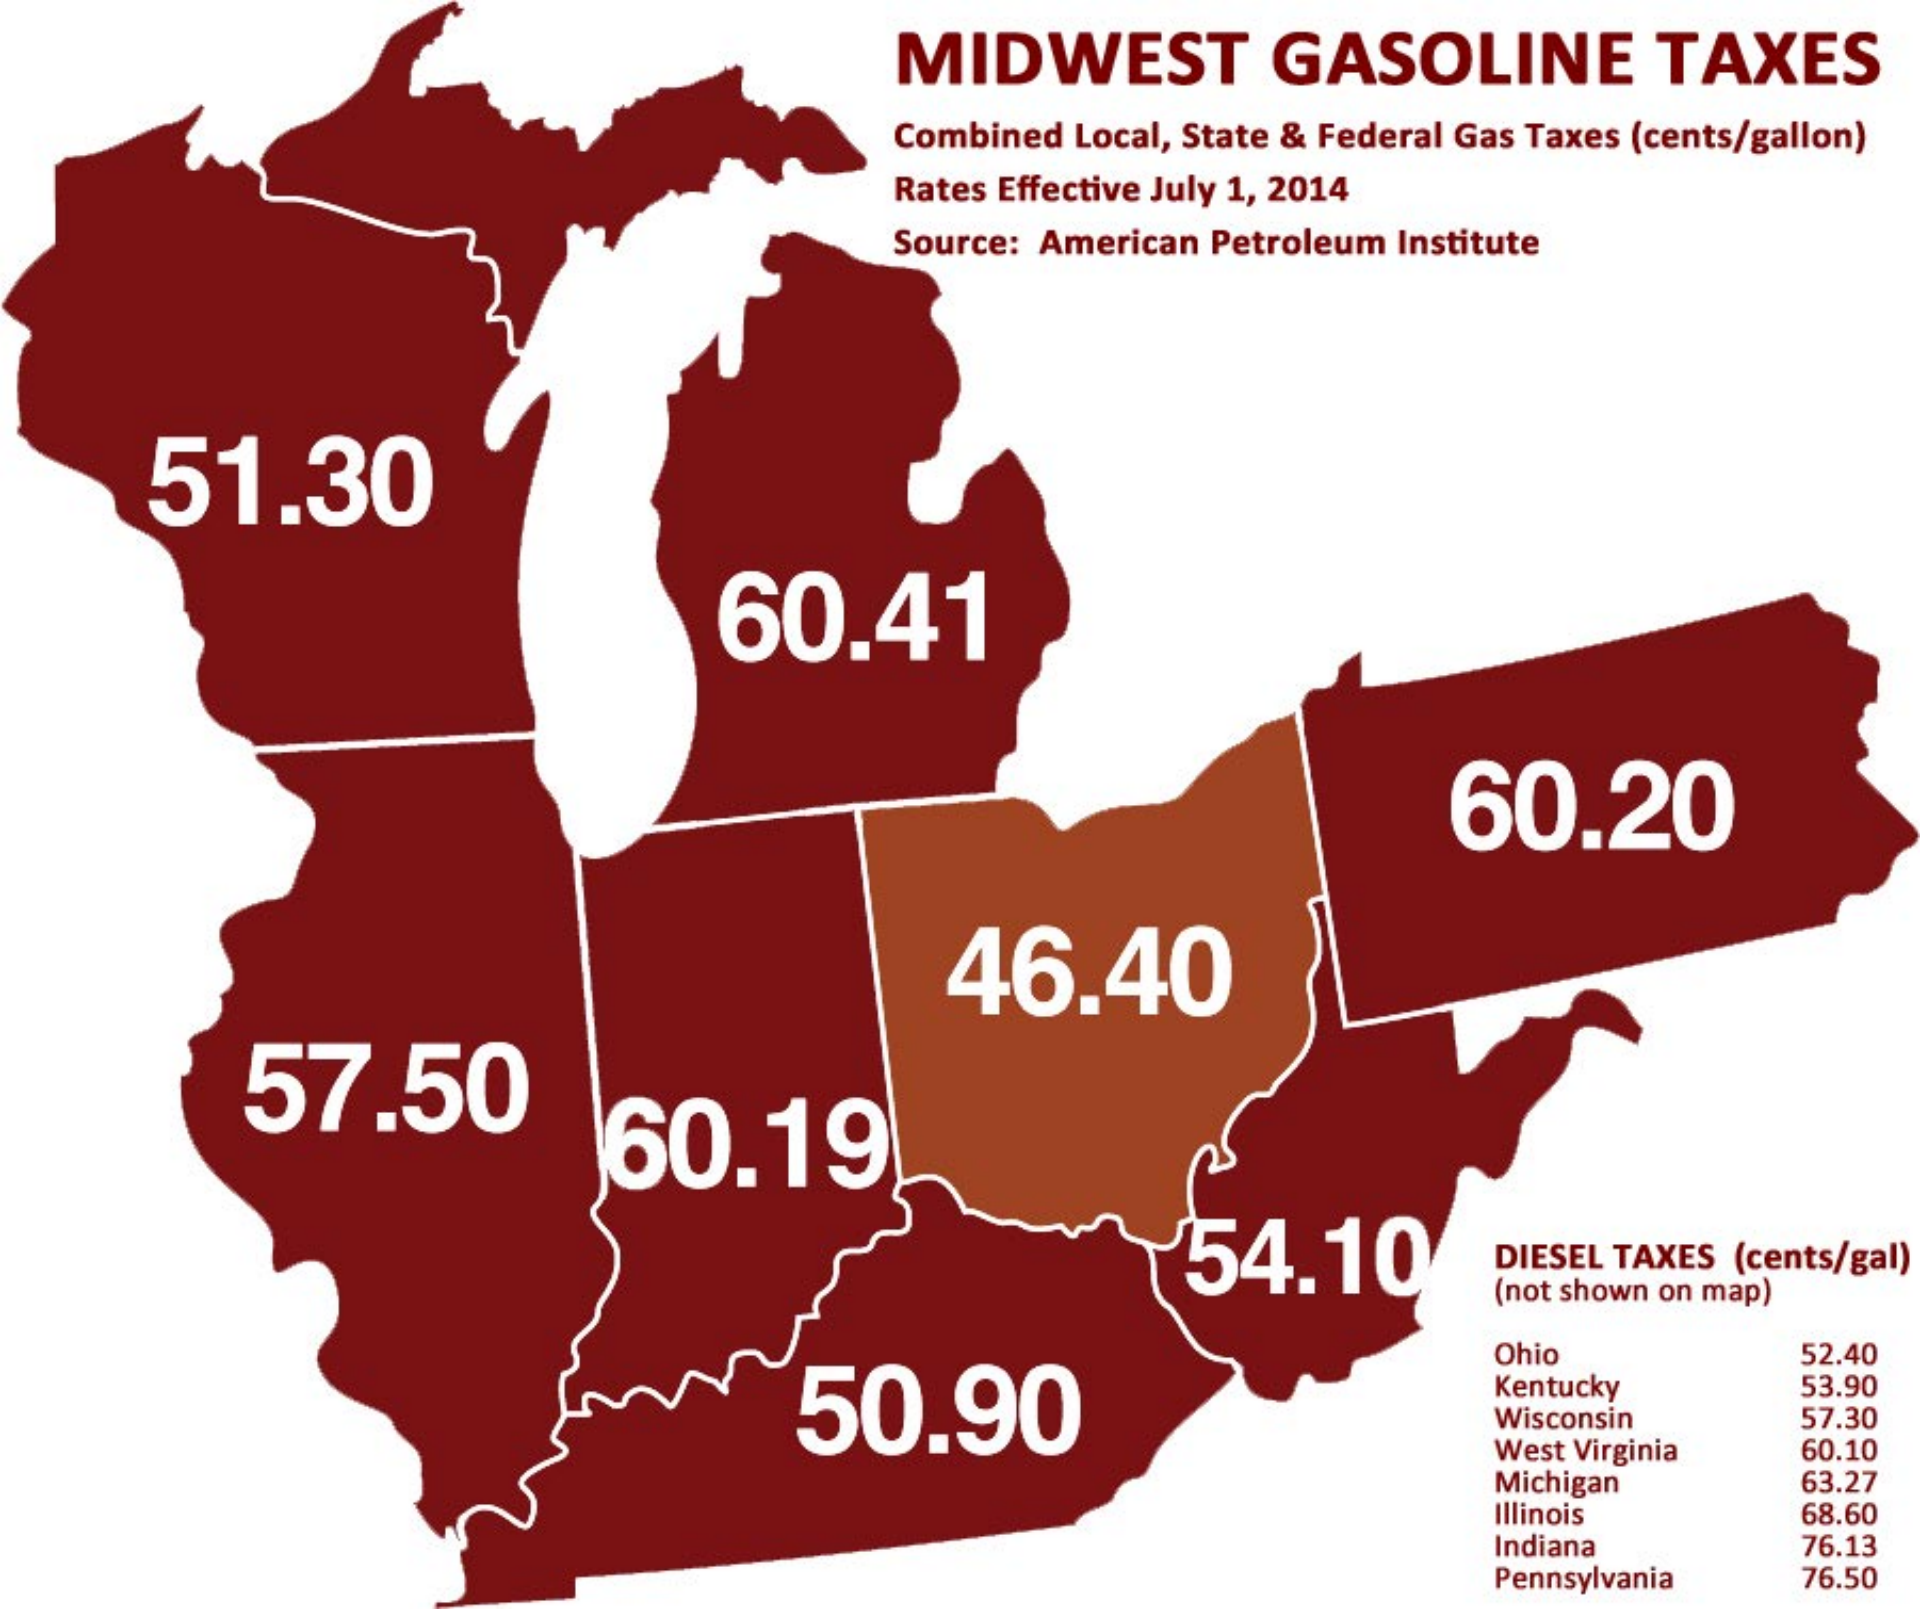 MIDWEST GASOLINE TAXES
Combined Local, State & Federal Gas Taxes (cents/gallon)
Rates Effective July 1, 2014
Source: American Petroleum Institute
51.30
60.41
60.20
46.40
57.50
60.19
54.10
50.90
DIESEL TAXES (cents/gal)
(not shown on map)
Ohio 52.40
Kentucky 53.90
Wisconsin 57.30
West Virginia 60.10
Michigan 63.27
Illinois 68.60
Indiana 76.13
Pennsylvania 76.50